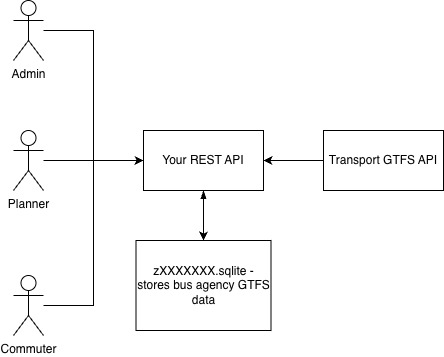 Admin
Planner
Your REST API
Transport GTFS API
zXXXXXXX.sqlite -
stores bus agency GTFS
data
Commuter